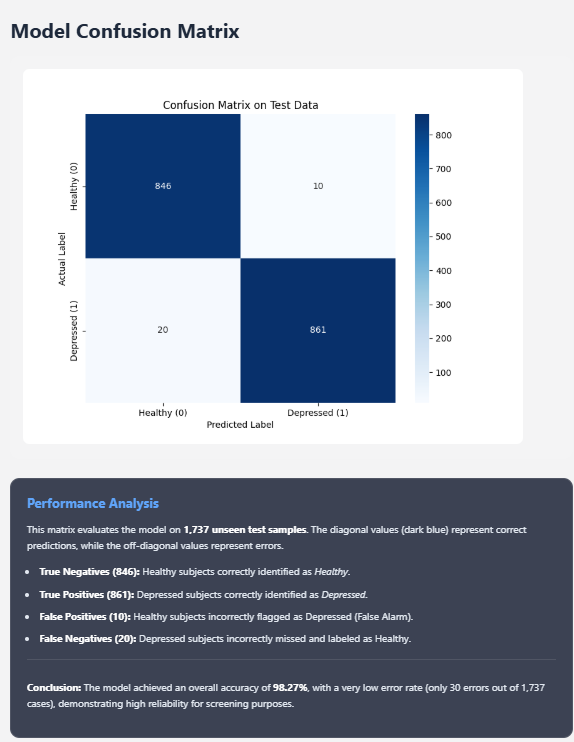 Model Confusion Matrix
Confusion Matrix on Test Data
Healthy (0)
846
10
Depressed (1)
20
861
Actual Label
Healthy (0)
Depressed (1)
Predicted Label
800
700
600
500
400
300
200
100
Performance Analysis
This matrix evaluates the model on 1,737 unseen test samples. The diagonal values (dark blue) represent correct
predictions, while the off-diagonal values represent errors.
• True Negatives (846): Healthy subjects correctly identified as Healthy.
• True Positives (861): Depressed subjects correctly identified as Depressed.
• False Positives (10): Healthy subjects incorrectly flagged as Depressed (False Alarm).
• False Negatives (20): Depressed subjects incorrectly missed and labeled as Healthy.
Conclusion: The model achieved an overall accuracy of 98.27%, with a very low error rate (only 30 errors out of 1,737
cases), demonstrating high reliability for screening purposes.